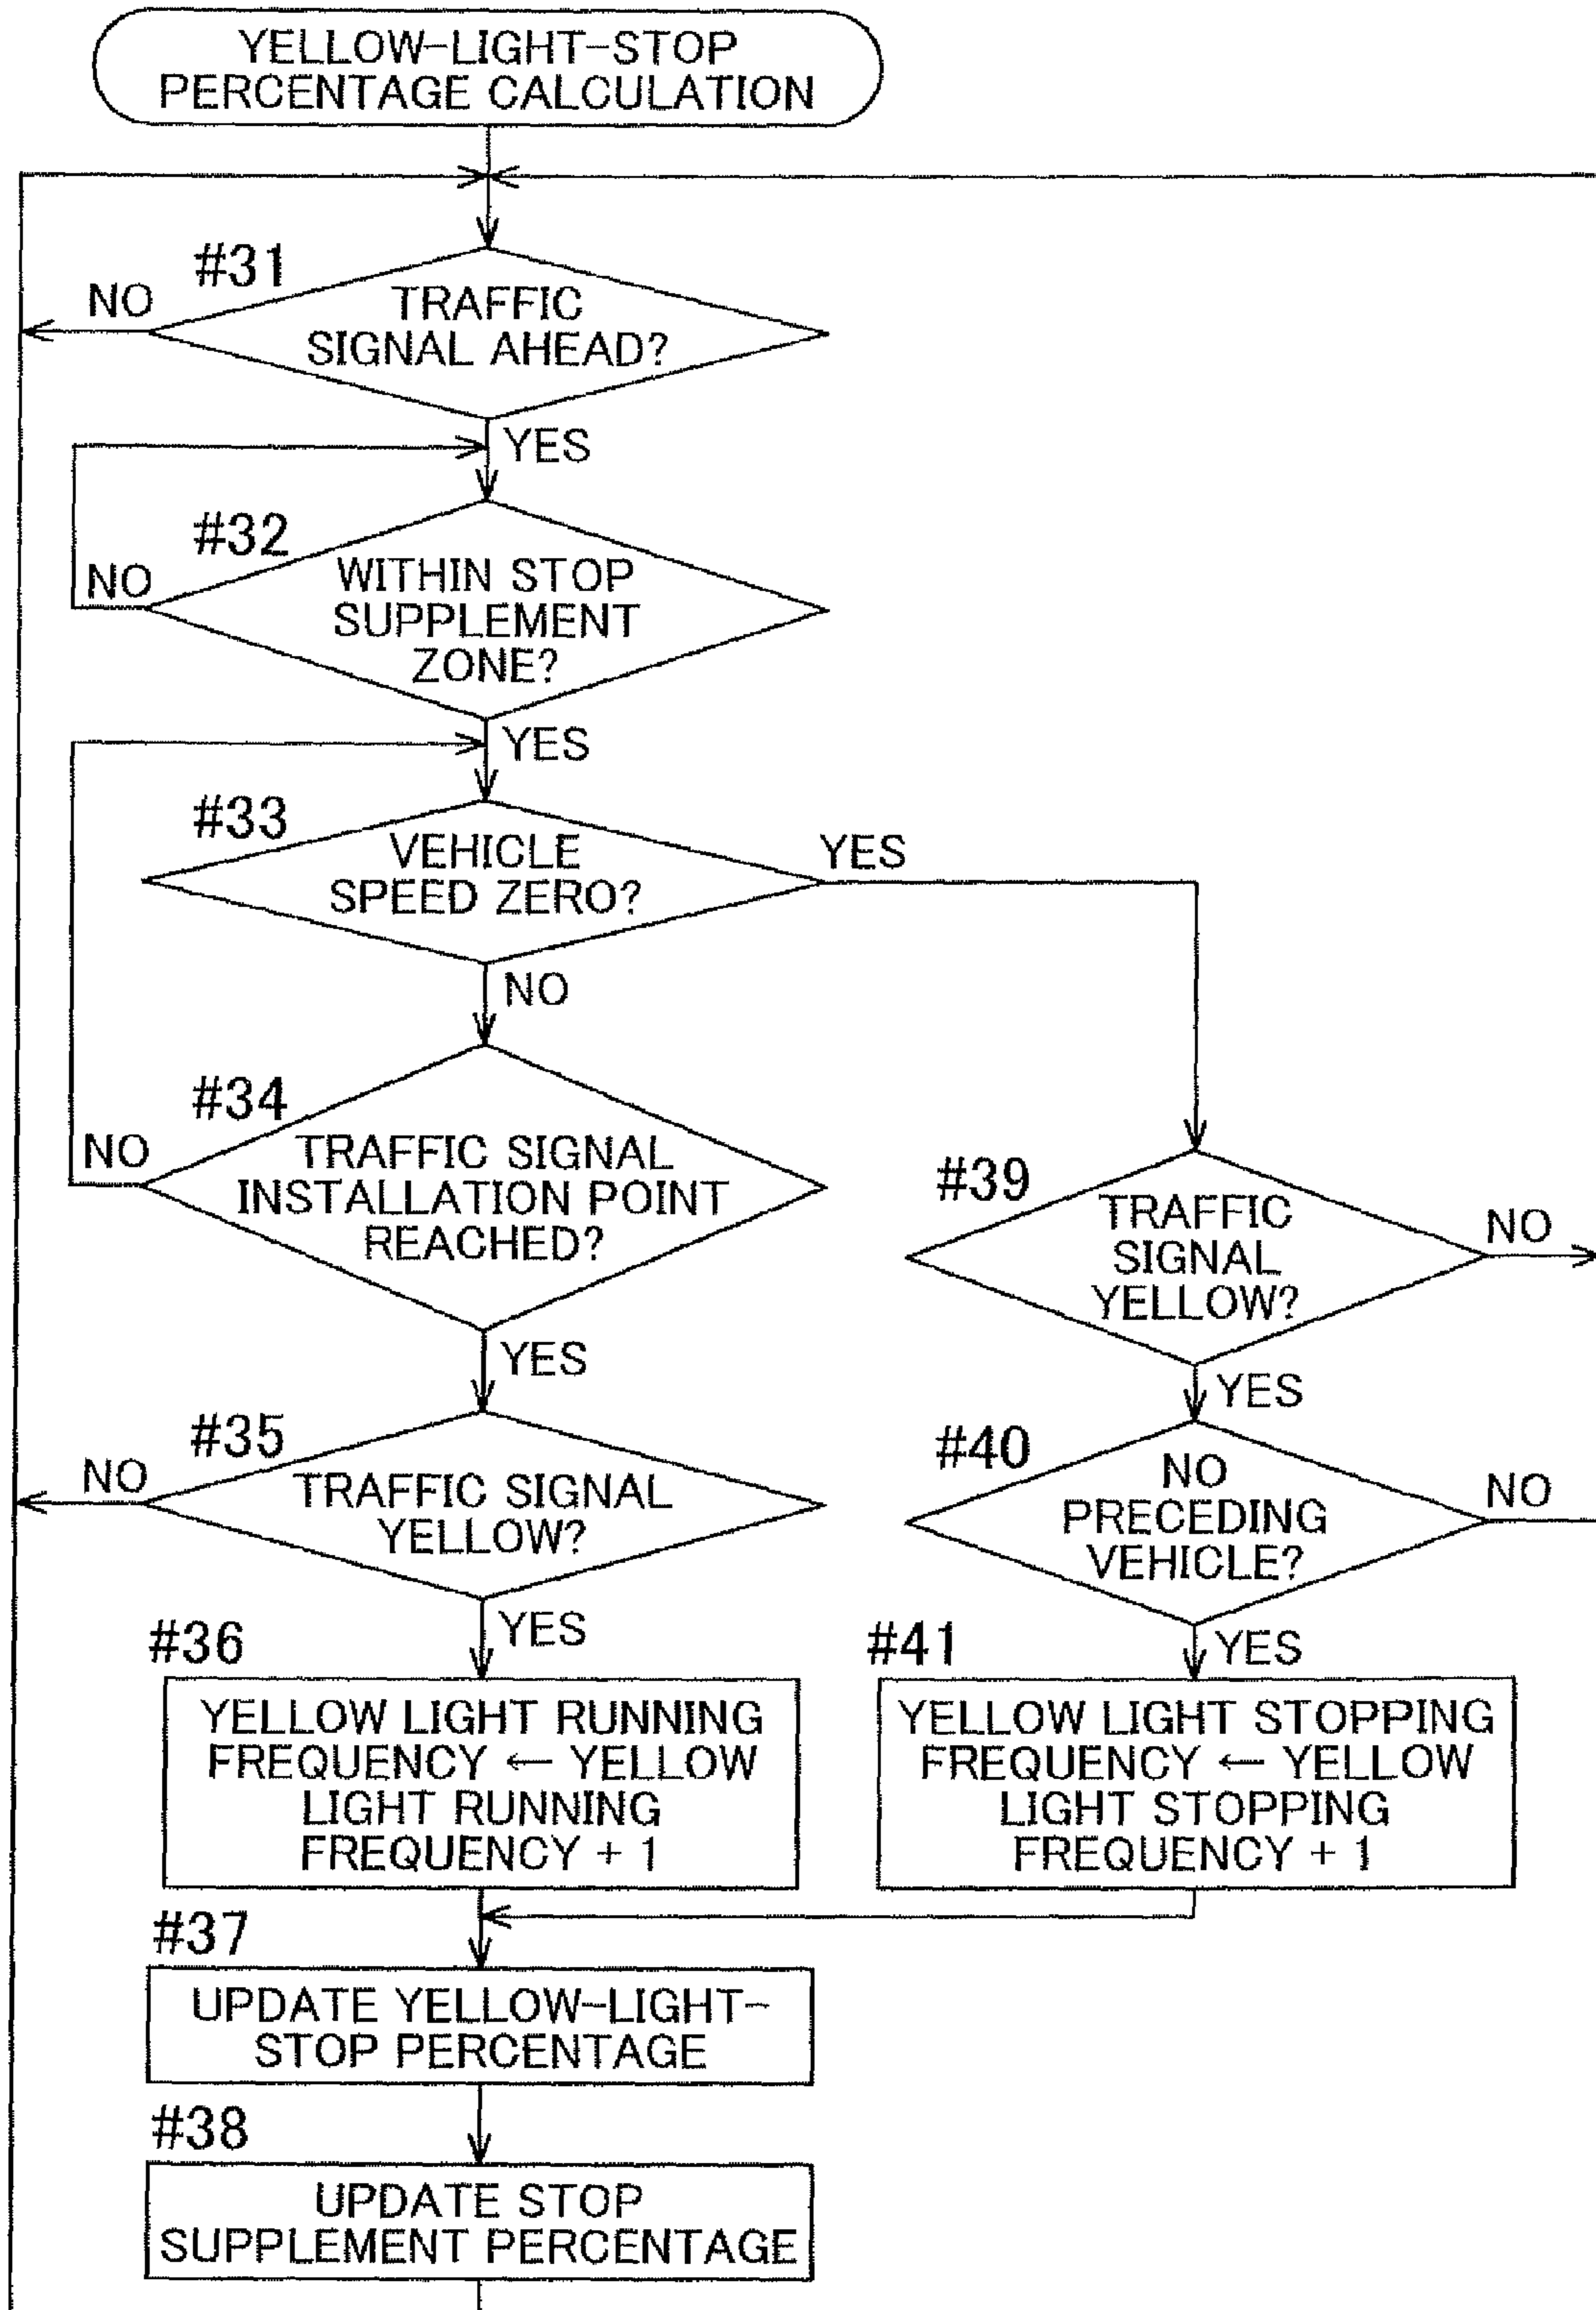 YELLOW-LIGHT-STOP
PERCENTAGE CALCULATION
#31
NO
TRAFFIC
SIGNAL AHEAD?
YES
#32
NO
WITHIN STOP
SUPPLEMENT
ZONE?
YES
#33
VEHICLE
SPEED ZERO?
YES
NO
#34
NO
TRAFFIC SIGNAL
INSTALLATION POINT
REACHED?
YES
#39
TRAFFIC
SIGNAL
YELLOW?
NO
YES
#35
NO
TRAFFIC SIGNAL
YELLOW?
YES
#40
NO
PRECEDING
VEHICLE?
NO
YES
#36
YELLOW LIGHT RUNNING
FREQUENCY ← YELLOW
LIGHT RUNNING
FREQUENCY + 1
#41
YELLOW LIGHT STOPPING
FREQUENCY ← YELLOW
LIGHT STOPPING
FREQUENCY + 1
#37
UPDATE YELLOW-LIGHT-
STOP PERCENTAGE
#38
UPDATE STOP
SUPPLEMENT PERCENTAGE